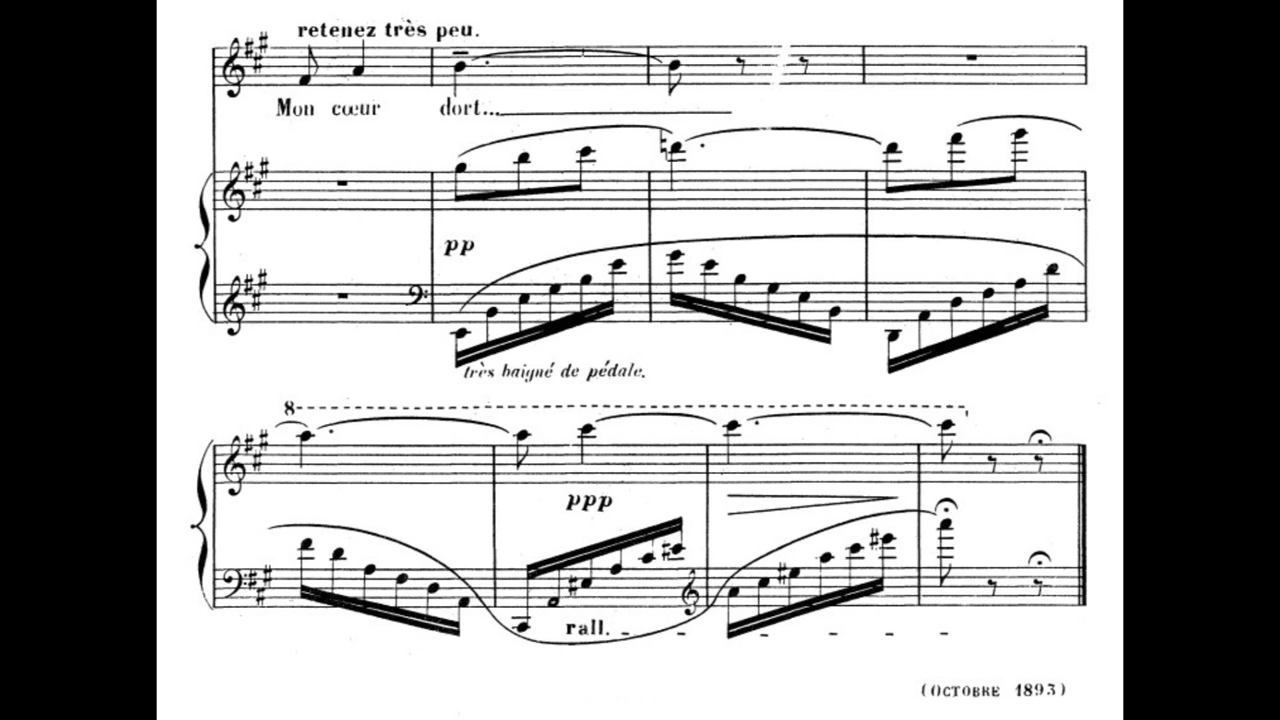 retenez très peu.
Mon cœur dort...
pp
très baigné de pédale.
8
ppp
rall.
(OCTOBRE 1893)